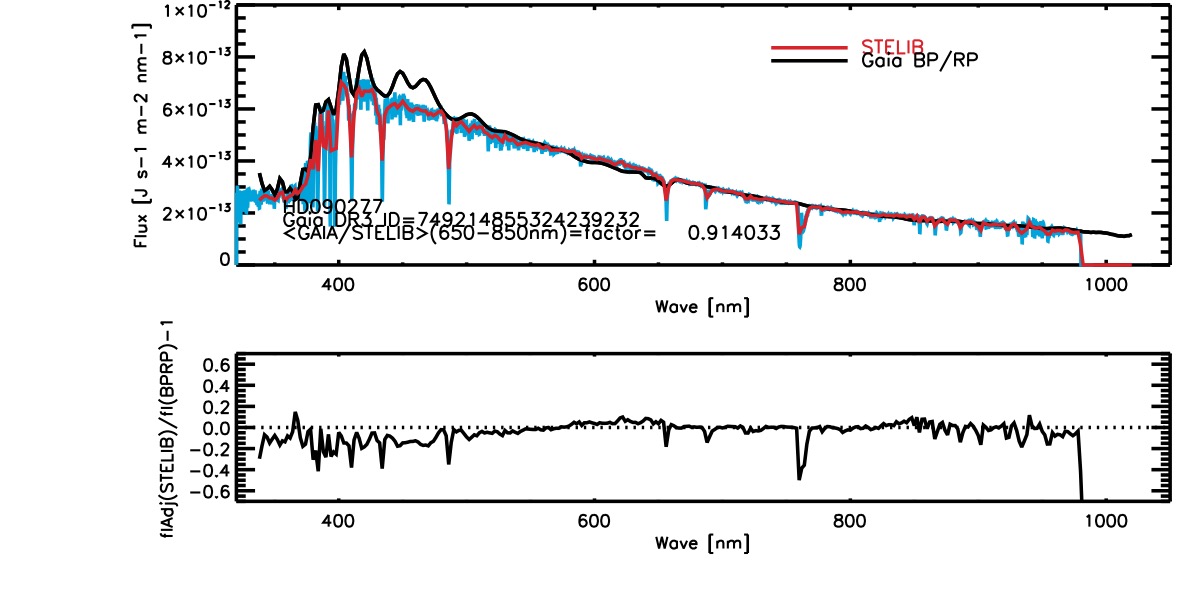 1×10−12
8×10−13
6×10−13
4×10−13
2×10−13
0
Flux [J s−1 m−2 nm−1]
STELIB
Gaia BP/RP
HD090277
Gaia DR3 ID=749214855324239232
<GAIA/STELIB>(650−850nm)=factor= 0.914033
400 600 800 1000
Wave [nm]
0.6
0.4
0.2
0.0
−0.2
−0.4
−0.6
flAdj(STELIB)/fl(BPRP)−1
400 600 800 1000
Wave [nm]